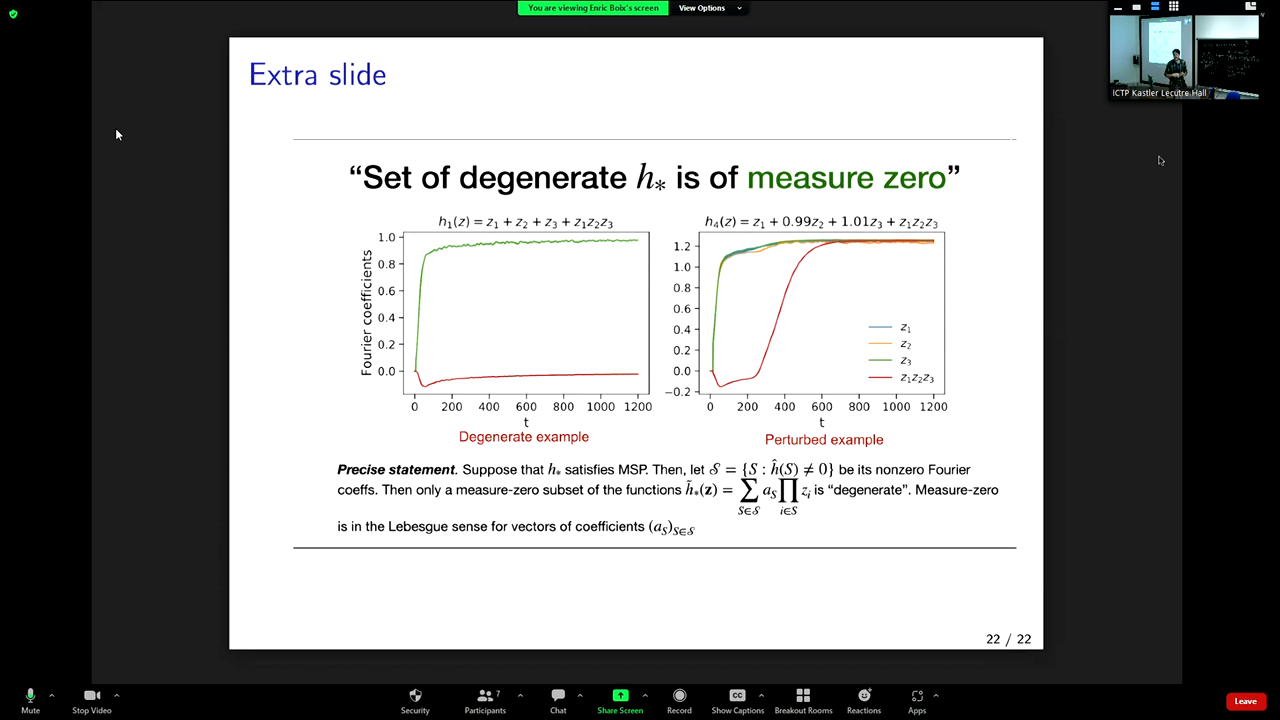 You are viewing Enric Boix's screen
View Options
ICTP Kastler Lecutre Hall
Extra slide
“Set of degenerate h∗ is of measure zero”
h₁(z) = z₁ + z₂ + z₃ + z₁z₂z₃
h₄(z) = z₁ + 0.99z₂ + 1.01z₃ + z₁z₂z₃
Fourier coefficients
1.0
0.8
0.6
0.4
0.2
0.0
0 200 400 600 800 1000 1200
t
Degenerate example
1.2
1.0
0.8
0.6
0.4
0.2
0.0
−0.2
z₁
z₂
z₃
z₁z₂z₃
0 200 400 600 800 1000 1200
t
Perturbed example
Precise statement. Suppose that h∗ satisfies MSP. Then, let 𝒮 = {S : ĥ(S) ≠ 0} be its nonzero Fourier
coeffs. Then only a measure-zero subset of the functions h̃∗(z) = ∑ a_S ∏ z_i is “degenerate”. Measure-zero
S∈𝒮 i∈S
is in the Lebesgue sense for vectors of coefficients (a_S)_{S∈𝒮}
22 / 22
Mute
Stop Video
Security
Participants
7
Chat
Share Screen
Record
Show Captions
Breakout Rooms
Reactions
Apps
Leave